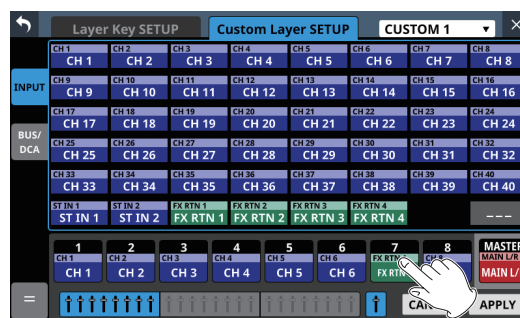 Layer Key SETUP Custom Layer SETUP CUSTOM 1
CH 1 CH 2 CH 3 CH 4 CH 5 CH 6 CH 7 CH 8
CH 1 CH 2 CH 3 CH 4 CH 5 CH 6 CH 7 CH 8
INPUT
CH 9 CH 10 CH 11 CH 12 CH 13 CH 14 CH 15 CH 16
CH 9 CH 10 CH 11 CH 12 CH 13 CH 14 CH 15 CH 16
CH 17 CH 18 CH 19 CH 20 CH 21 CH 22 CH 23 CH 24
CH 17 CH 18 CH 19 CH 20 CH 21 CH 22 CH 23 CH 24
BUS/
DCA
CH 25 CH 26 CH 27 CH 28 CH 29 CH 30 CH 31 CH 32
CH 25 CH 26 CH 27 CH 28 CH 29 CH 30 CH 31 CH 32
CH 33 CH 34 CH 35 CH 36 CH 37 CH 38 CH 39 CH 40
CH 33 CH 34 CH 35 CH 36 CH 37 CH 38 CH 39 CH 40
ST IN 1 ST IN 2 FX RTN 1 FX RTN 2 FX RTN 3 FX RTN 4
ST IN 1 ST IN 2 FX RTN 1 FX RTN 2 FX RTN 3 FX RTN 4 ---
1 2 3 4 5 6 7 8 MASTER
CH 1 CH 2 CH 3 CH 4 CH 5 CH 6 FX RTN MAIN L/R
CH 1 CH 2 CH 3 CH 4 CH 5 CH 6 FX RTN MAIN L/
APPLY